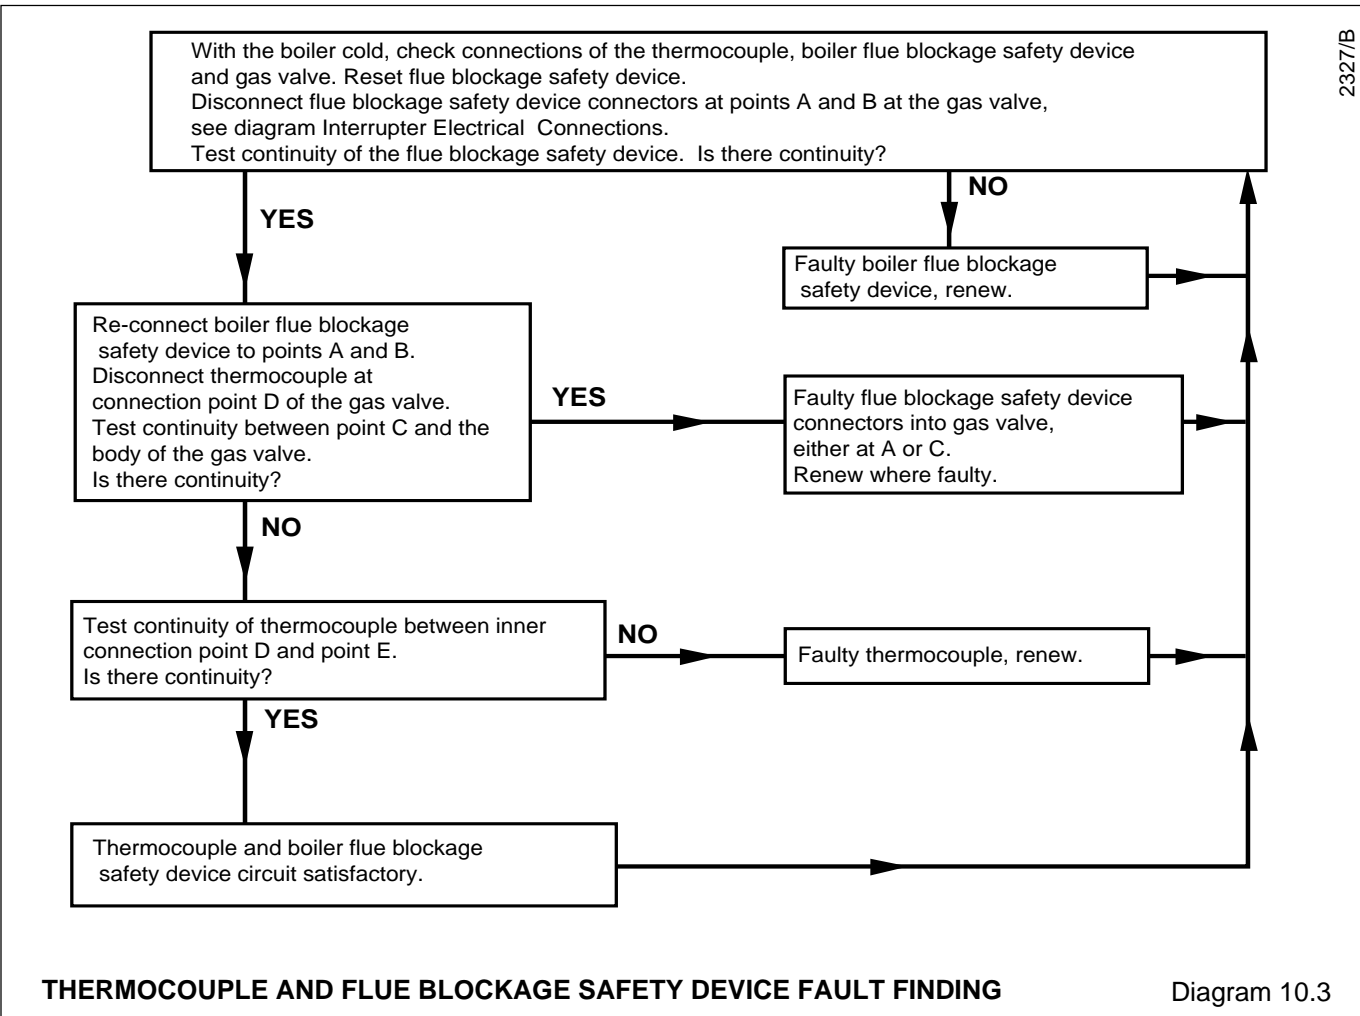 2327/B
With the boiler cold, check connections of the thermocouple, boiler flue blockage safety device
and gas valve. Reset flue blockage safety device.
Disconnect flue blockage safety device connectors at points A and B at the gas valve,
see diagram Interrupter Electrical Connections.
Test continuity of the flue blockage safety device. Is there continuity?
NO
YES
Faulty boiler flue blockage
safety device, renew.
Re-connect boiler flue blockage
safety device to points A and B.
Disconnect thermocouple at
connection point D of the gas valve.
Test continuity between point C and the
body of the gas valve.
Is there continuity?
YES
Faulty flue blockage safety device
connectors into gas valve,
either at A or C.
Renew where faulty.
NO
Test continuity of thermocouple between inner
connection point D and point E.
Is there continuity?
NO
Faulty thermocouple, renew.
YES
Thermocouple and boiler flue blockage
safety device circuit satisfactory.
THERMOCOUPLE AND FLUE BLOCKAGE SAFETY DEVICE FAULT FINDING
Diagram 10.3